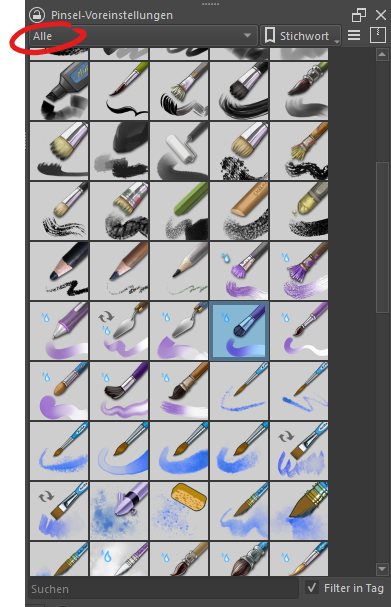 Pinsel-Voreinstellungen
Alle
Stichwort
Suchen
Filter in Tag